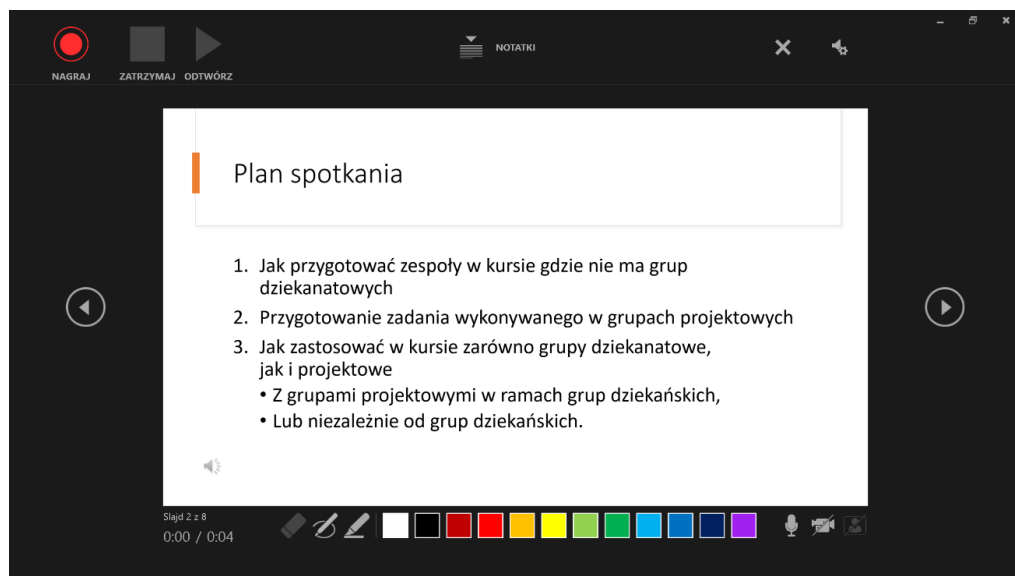 NOTATKI
NAGRAJ
ZATRZYMAJ
ODTWÓRZ
Plan spotkania
1. Jak przygotować zespoły w kursie gdzie nie ma grup
dziekanatowych
2. Przygotowanie zadania wykonywanego w grupach projektowych
3. Jak zastosować w kursie zarówno grupy dziekanatowe,
jak i projektowe
• Z grupami projektowymi w ramach grup dziekańskich,
• Lub niezależnie od grup dziekańskich.
Slajd 2 z 8
0:00 / 0:04